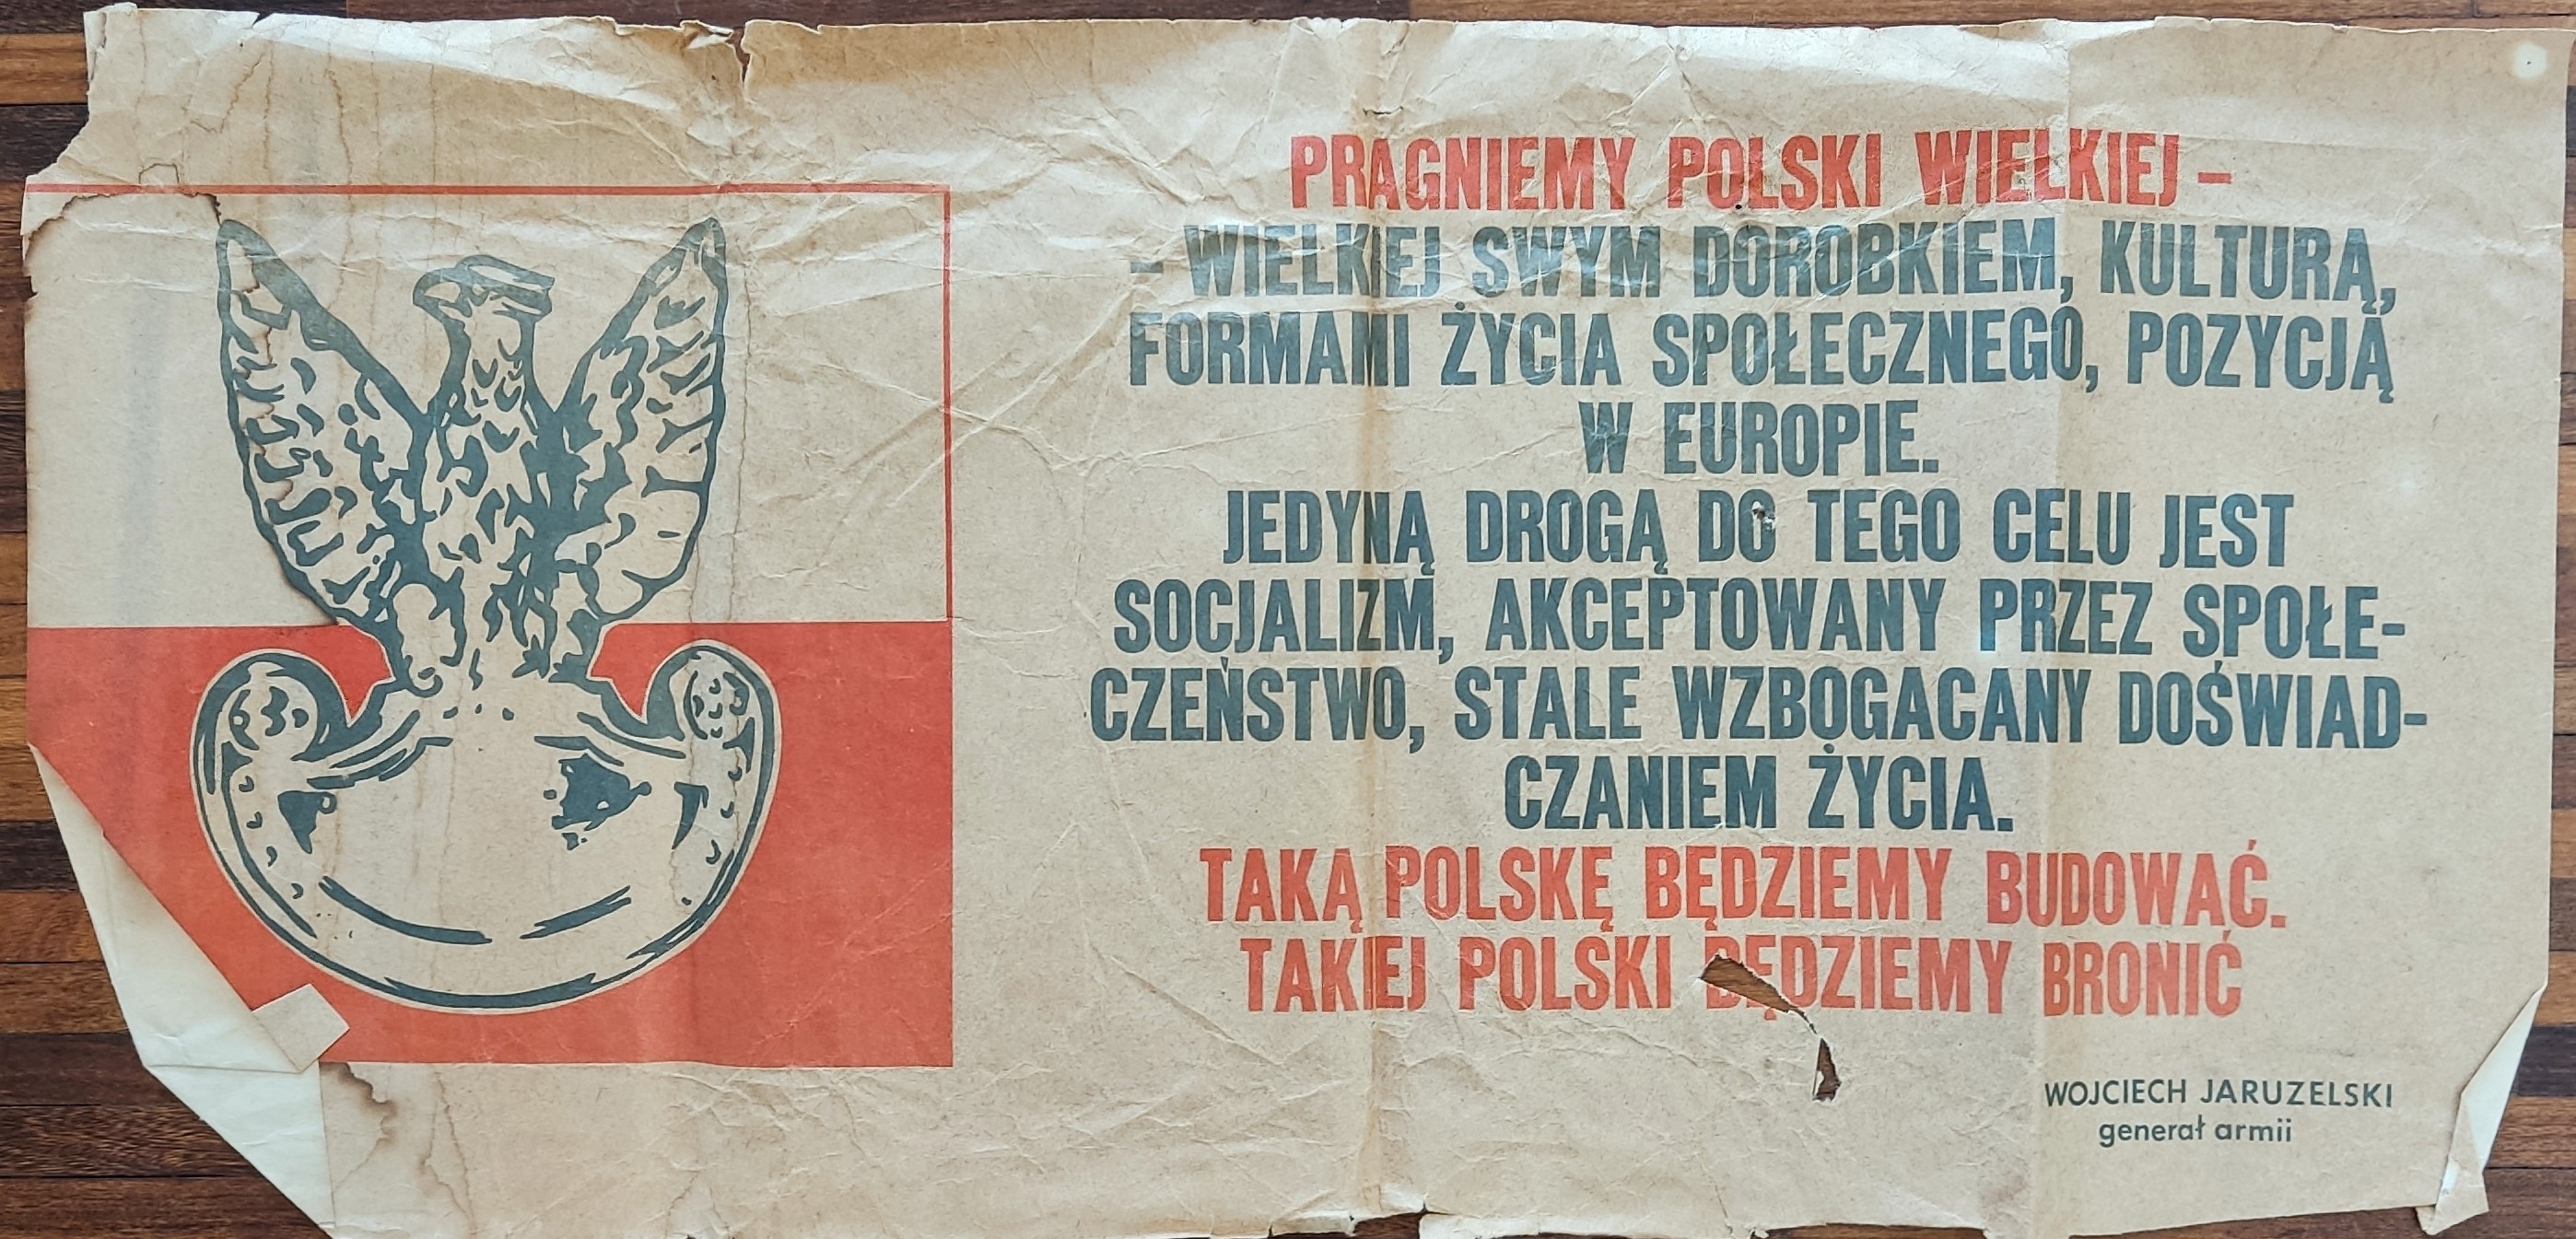 PRAGNIEMY POLSKI WIELKIEJ –
– WIELKIEJ SWYM DOROBKIEM, KULTURĄ,
FORMAMI ŻYCIA SPOŁECZNEGO, POZYCJĄ
W EUROPIE.
JEDYNĄ DROGĄ DO TEGO CELU JEST
SOCJALIZM, AKCEPTOWANY PRZEZ SPOŁE-
CZEŃSTWO, STALE WZBOGACANY DOŚWIAD-
CZANIEM ŻYCIA.
TAKĄ POLSKĘ BĘDZIEMY BUDOWAĆ.
TAKIEJ POLSKI BĘDZIEMY BRONIĆ
WOJCIECH JARUZELSKI
generał armii